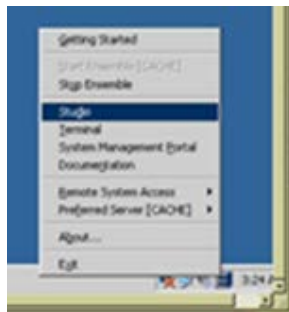 Getting Started
Start Ensemble [CACHE]
Stop Ensemble
Studio
Terminal
System Management Portal
Documentation
Remote System Access
Preferred Server [CACHE]
About...
Exit
3:24